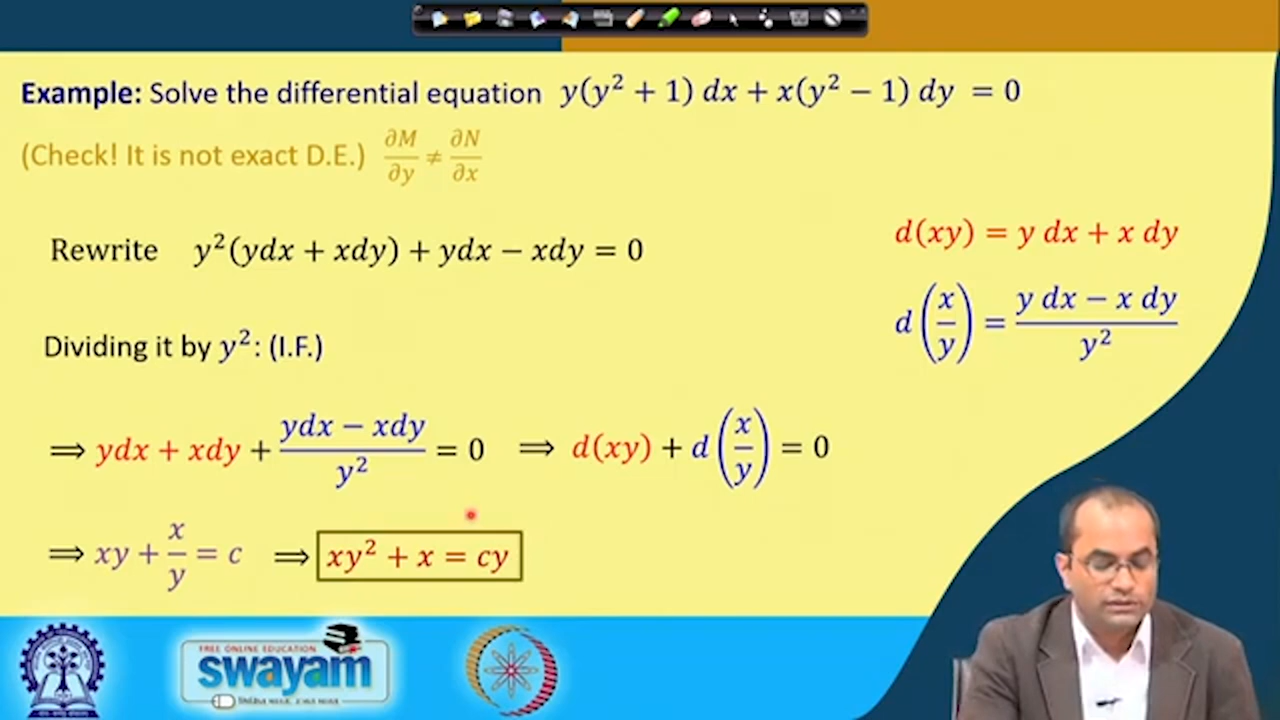 Example: Solve the differential equation y(y² + 1) dx + x(y² − 1) dy = 0
(Check! It is not exact D.E.) ∂M/∂y ≠ ∂N/∂x
Rewrite y²(ydx + xdy) + ydx − xdy = 0
d(xy) = y dx + x dy
d(x/y) = (y dx − x dy)/y²
Dividing it by y²: (I.F.)
⟹ ydx + xdy + (ydx − xdy)/y² = 0 ⟹ d(xy) + d(x/y) = 0
⟹ xy + x/y = c ⟹ xy² + x = cy
FREE ONLINE EDUCATION
swayam